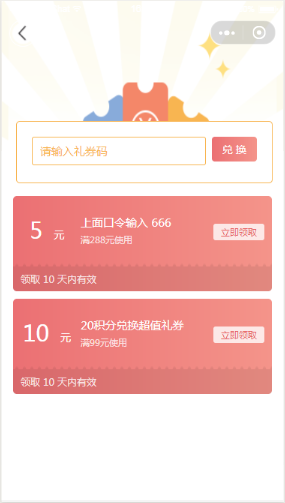 请输入礼券码
兑 换
5 元
上面口令输入 666
满288元使用
立即领取
领取 10 天内有效
10 元
20积分兑换超值礼券
满99元使用
立即领取
领取 10 天内有效